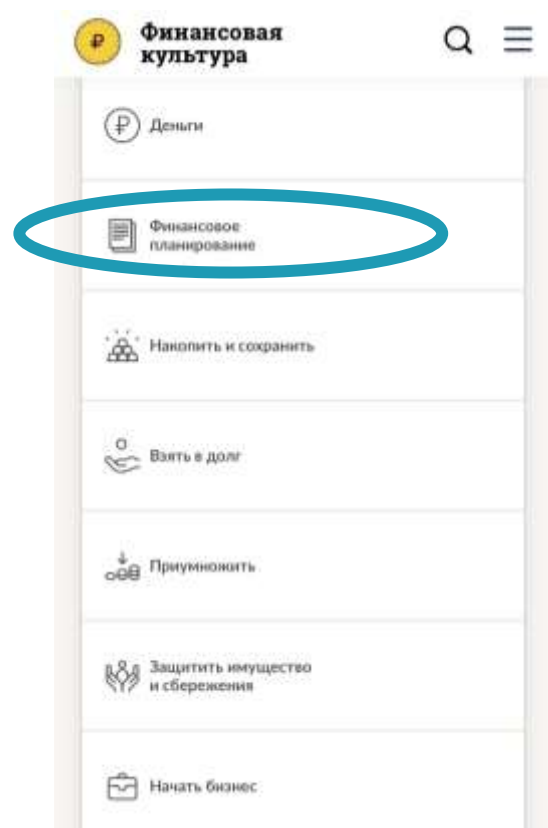 Финансовая
культура
Деньги
Финансовое
планирование
Накопить и сохранить
Взять в долг
Приумножить
Защитить имущество
и сбережения
Начать бизнес